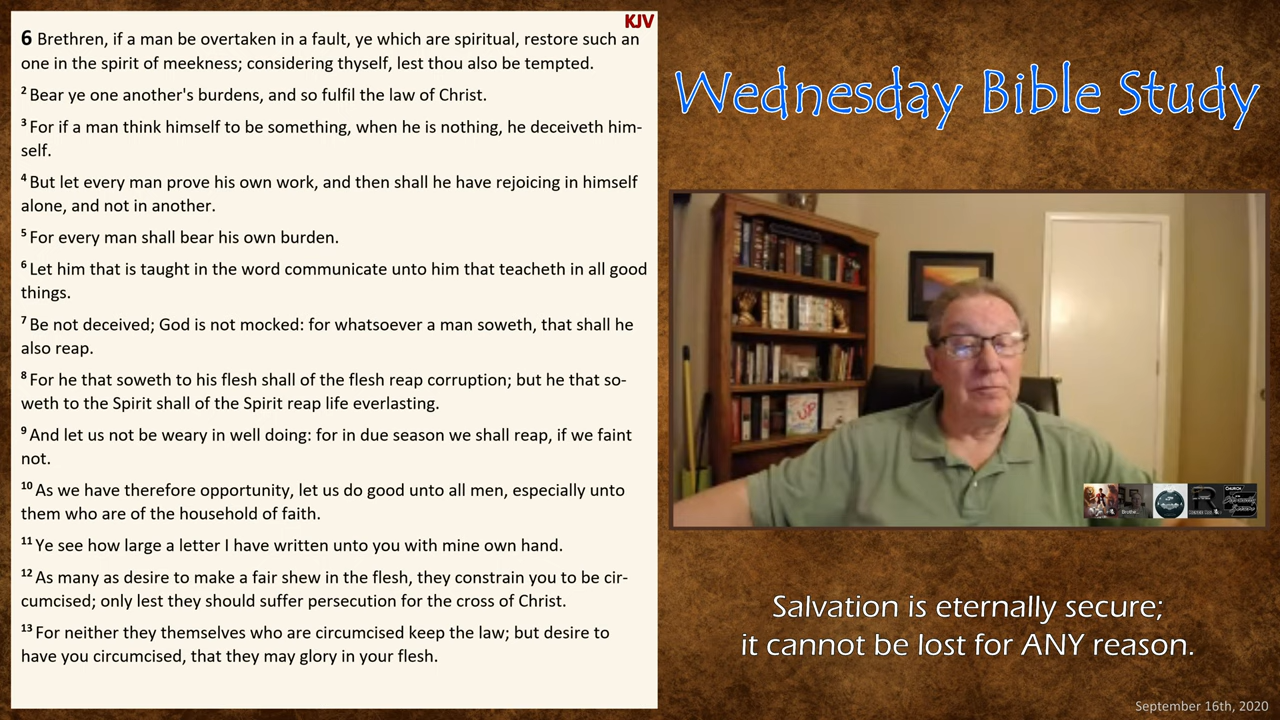 KJV
6 Brethren, if a man be overtaken in a fault, ye which are spiritual, restore such an
one in the spirit of meekness; considering thyself, lest thou also be tempted.
2 Bear ye one another's burdens, and so fulfil the law of Christ.
3 For if a man think himself to be something, when he is nothing, he deceiveth him-
self.
4 But let every man prove his own work, and then shall he have rejoicing in himself
alone, and not in another.
5 For every man shall bear his own burden.
6 Let him that is taught in the word communicate unto him that teacheth in all good
things.
7 Be not deceived; God is not mocked: for whatsoever a man soweth, that shall he
also reap.
8 For he that soweth to his flesh shall of the flesh reap corruption; but he that so-
weth to the Spirit shall of the Spirit reap life everlasting.
9 And let us not be weary in well doing: for in due season we shall reap, if we faint
not.
10 As we have therefore opportunity, let us do good unto all men, especially unto
them who are of the household of faith.
11 Ye see how large a letter I have written unto you with mine own hand.
12 As many as desire to make a fair shew in the flesh, they constrain you to be cir-
cumcised; only lest they should suffer persecution for the cross of Christ.
13 For neither they themselves who are circumcised keep the law; but desire to
have you circumcised, that they may glory in your flesh.
Wednesday Bible Study
UP
Salvation is eternally secure;
it cannot be lost for ANY reason.
September 16th, 2020